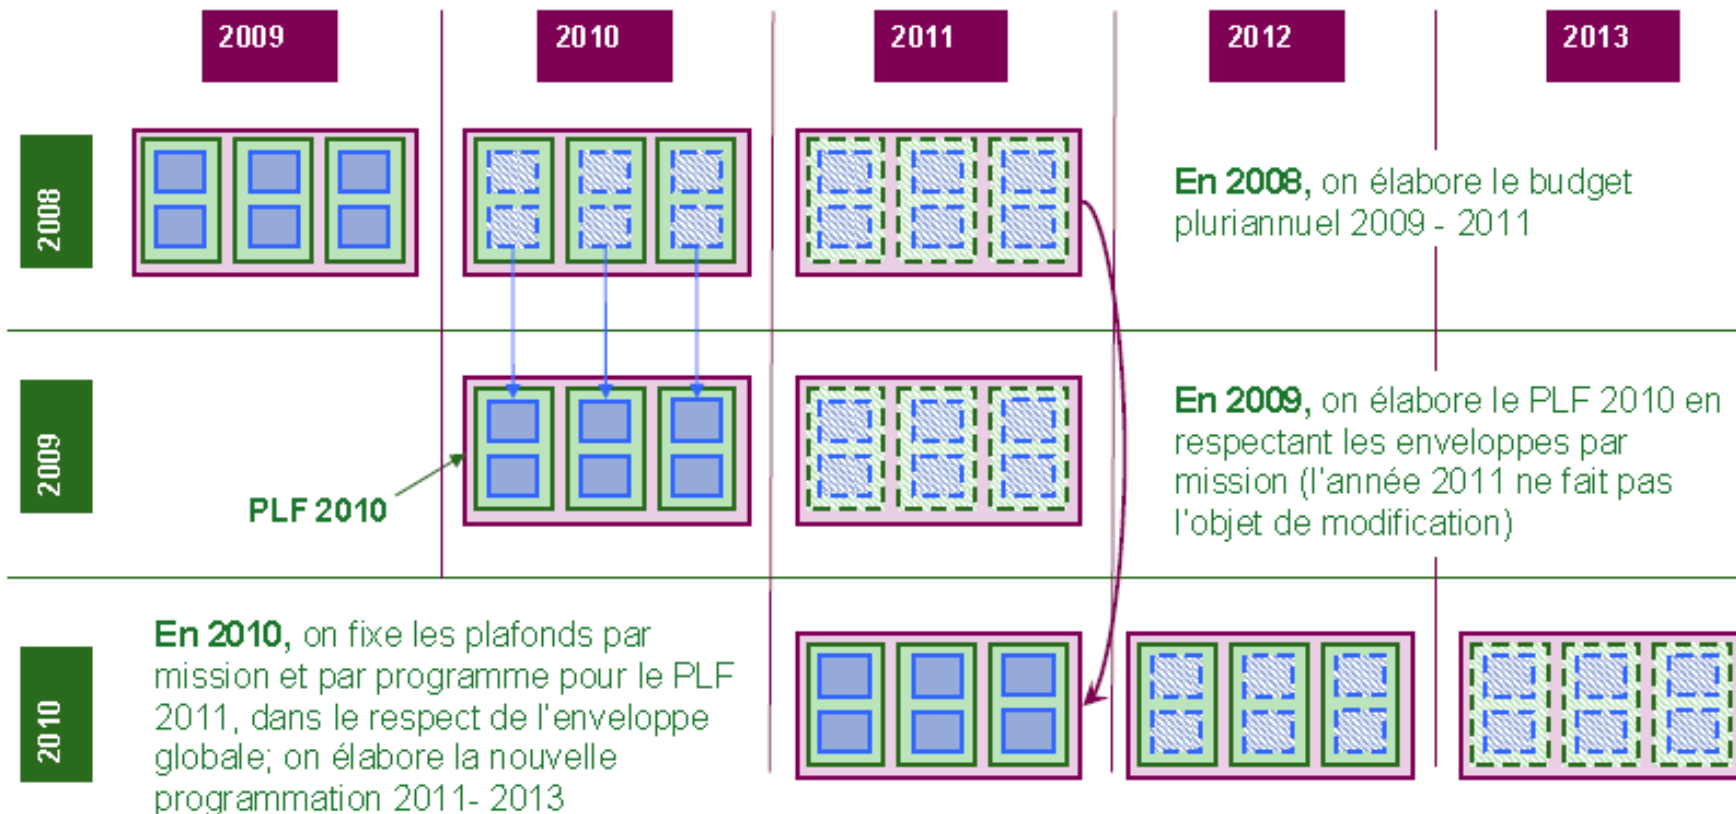 2009
2010
2011
2012
2013
2008
En 2008, on élabore le budget
pluriannuel 2009 - 2011
2009
En 2009, on élabore le PLF 2010 en
respectant les enveloppes par
mission (l'année 2011 ne fait pas
l'objet de modification)
PLF 2010
2010
En 2010, on fixe les plafonds par
mission et par programme pour le PLF
2011, dans le respect de l'enveloppe
globale; on élabore la nouvelle
programmation 2011- 2013